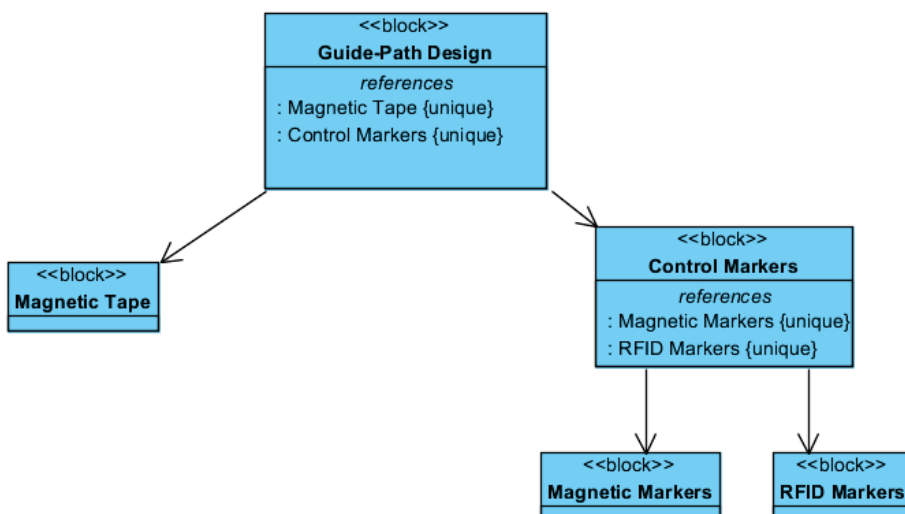 <<block>>
Guide-Path Design
references
: Magnetic Tape {unique}
: Control Markers {unique}
<<block>>
Magnetic Tape
<<block>>
Control Markers
references
: Magnetic Markers {unique}
: RFID Markers {unique}
<<block>>
Magnetic Markers
<<block>>
RFID Markers